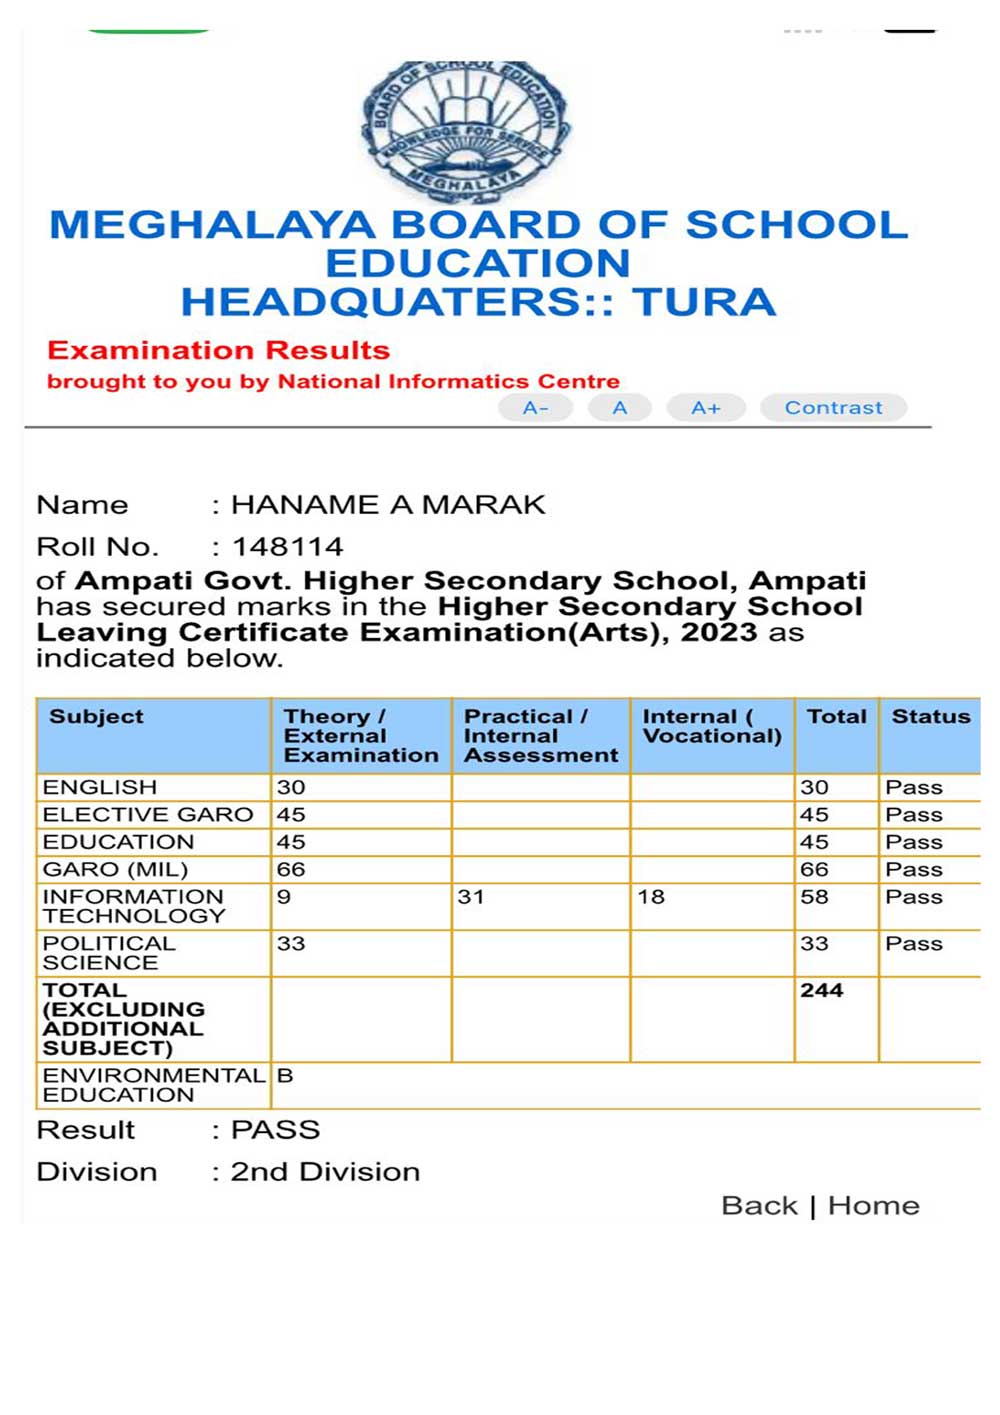 BOARD OF SCHOOL EDUCATION
KNOWLEDGE FOR SERVICE
MEGHALAYA
MEGHALAYA BOARD OF SCHOOL
EDUCATION
HEADQUATERS:: TURA
Examination Results
brought to you by National Informatics Centre
A- A A+ Contrast
Name : HANAME A MARAK
Roll No. : 148114
of Ampati Govt. Higher Secondary School, Ampati
has secured marks in the Higher Secondary School
Leaving Certificate Examination(Arts), 2023 as
indicated below.
Subject Theory / External Examination Practical / Internal Assessment Internal ( Vocational) Total Status
ENGLISH 30 30 Pass
ELECTIVE GARO 45 45 Pass
EDUCATION 45 45 Pass
GARO (MIL) 66 66 Pass
INFORMATION TECHNOLOGY 9 31 18 58 Pass
POLITICAL SCIENCE 33 33 Pass
TOTAL (EXCLUDING ADDITIONAL SUBJECT) 244
ENVIRONMENTAL EDUCATION B
Result : PASS
Division : 2nd Division
Back | Home